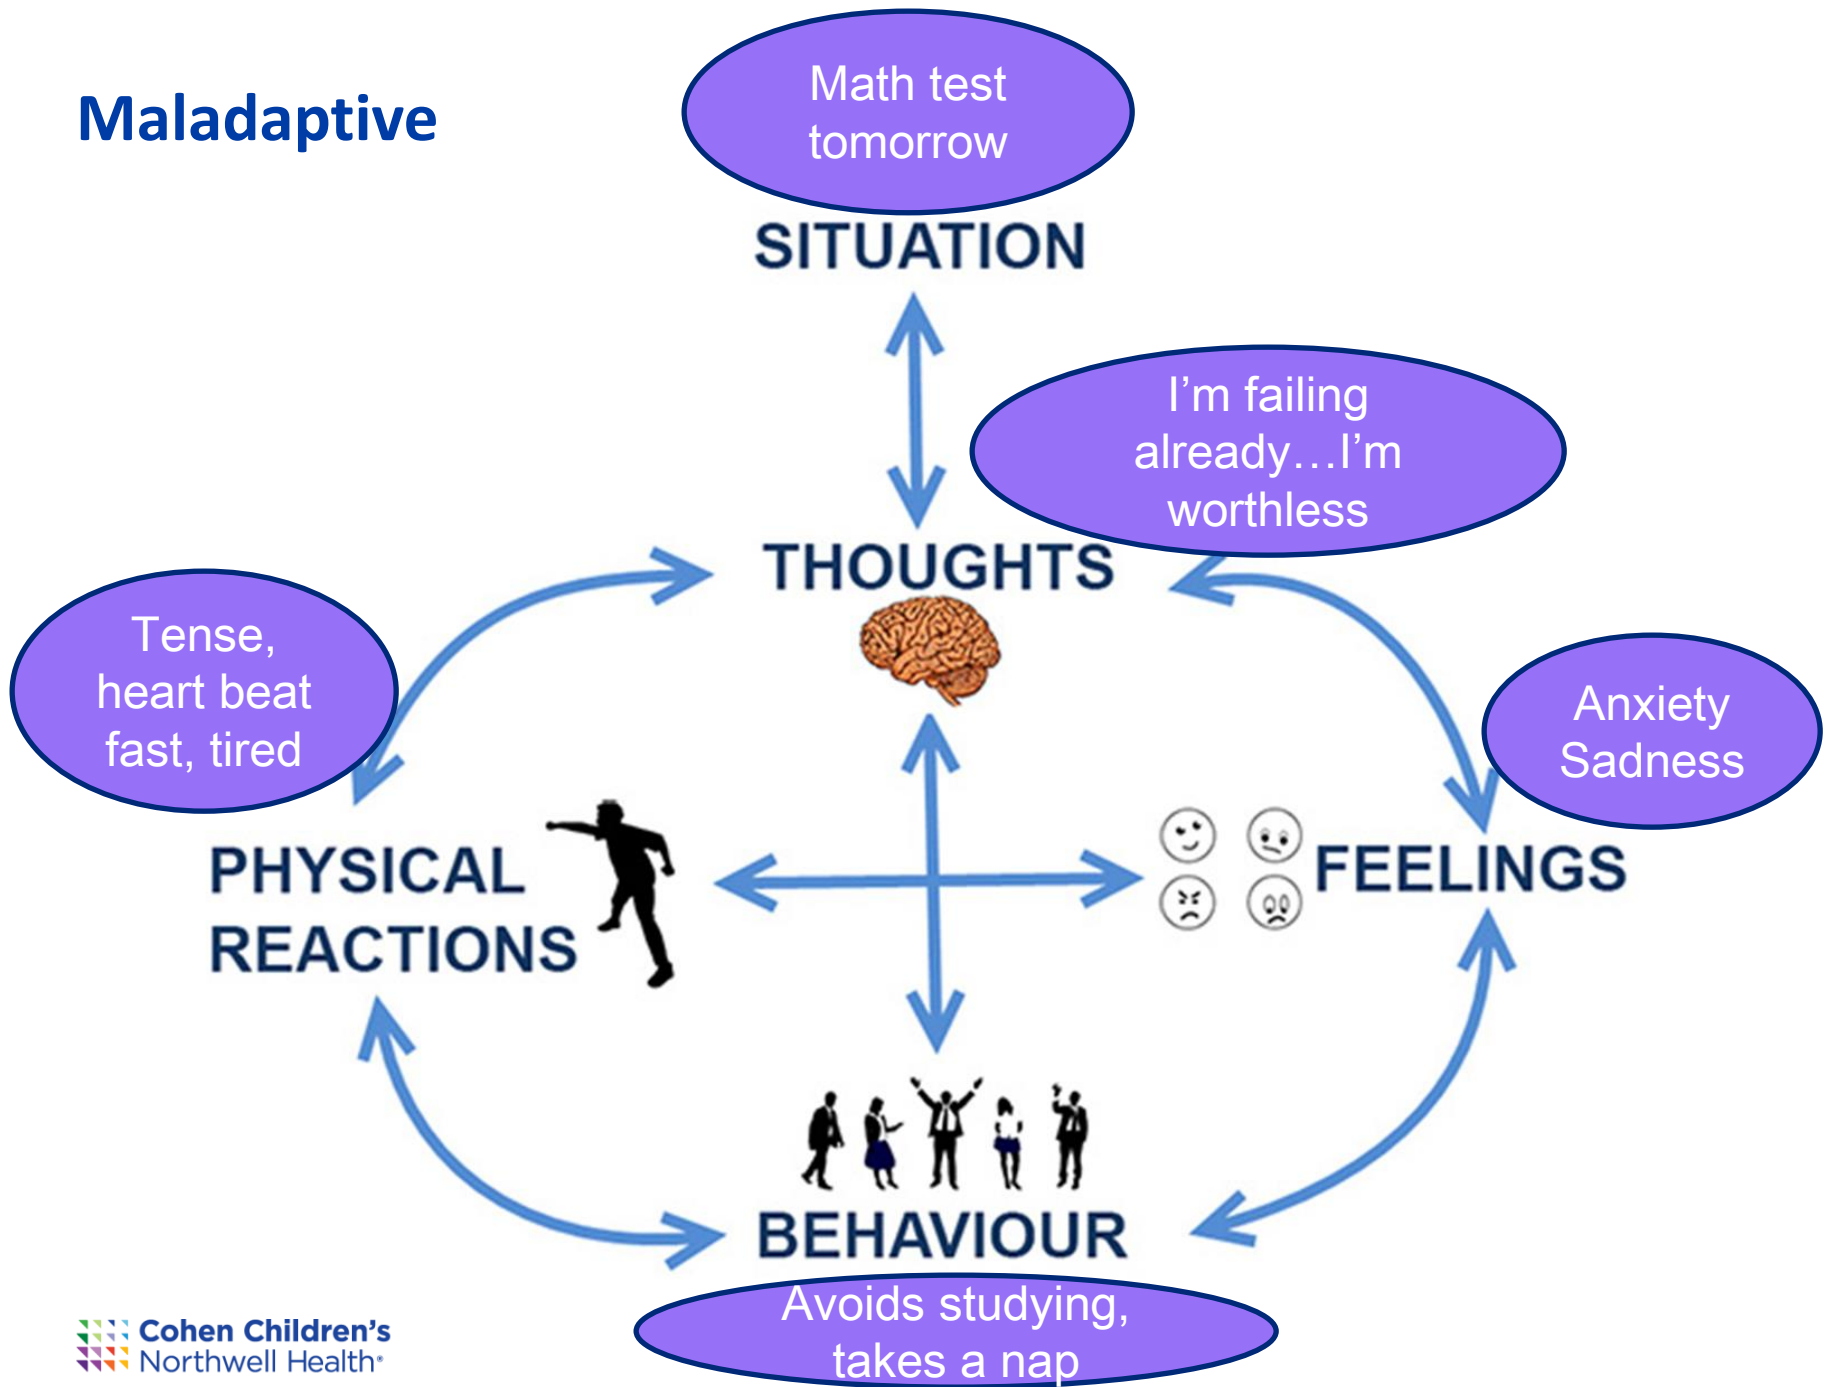 Maladaptive
Math test
tomorrow
SITUATION
I’m failing
already…I’m
worthless
THOUGHTS
Tense,
heart beat
fast, tired
Anxiety
Sadness
PHYSICAL
REACTIONS
FEELINGS
BEHAVIOUR
Avoids studying,
takes a nap
Cohen Children’s
Northwell Health®